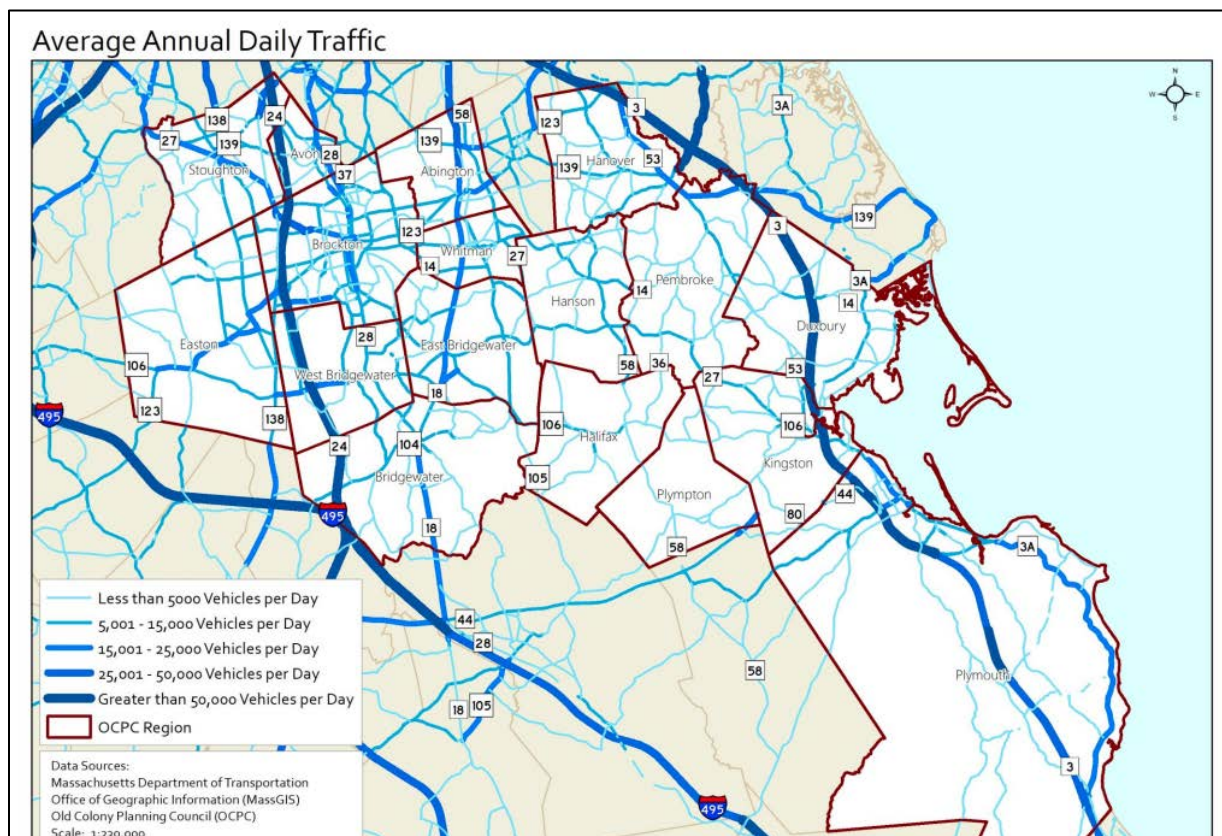 Average Annual Daily Traffic
N
W E
S
58
3
3A
138
24
123
27
139
139
28
Avon
Stoughton
37
Abington
139
Hanover
53
139
3
123
Brockton
Whitman
27
14
Hanson
14
Pembroke
3A
14
Duxbury
28
Easton
East Bridgewater
West Bridgewater
106
58
36
27
53
18
123
138
495
24
104
106
Halifax
106
Kingston
Bridgewater
105
Plympton
44
495
18
80
58
3A
Less than 5000 Vehicles per Day
5,001 - 15,000 Vehicles per Day
15,001 - 25,000 Vehicles per Day
25,001 - 50,000 Vehicles per Day
Greater than 50,000 Vehicles per Day
OCPC Region
44
28
58
Plymouth
18
105
3
495
Data Sources:
Massachusetts Department of Transportation
Office of Geographic Information (MassGIS)
Old Colony Planning Council (OCPC)
Scale: 1:220,000